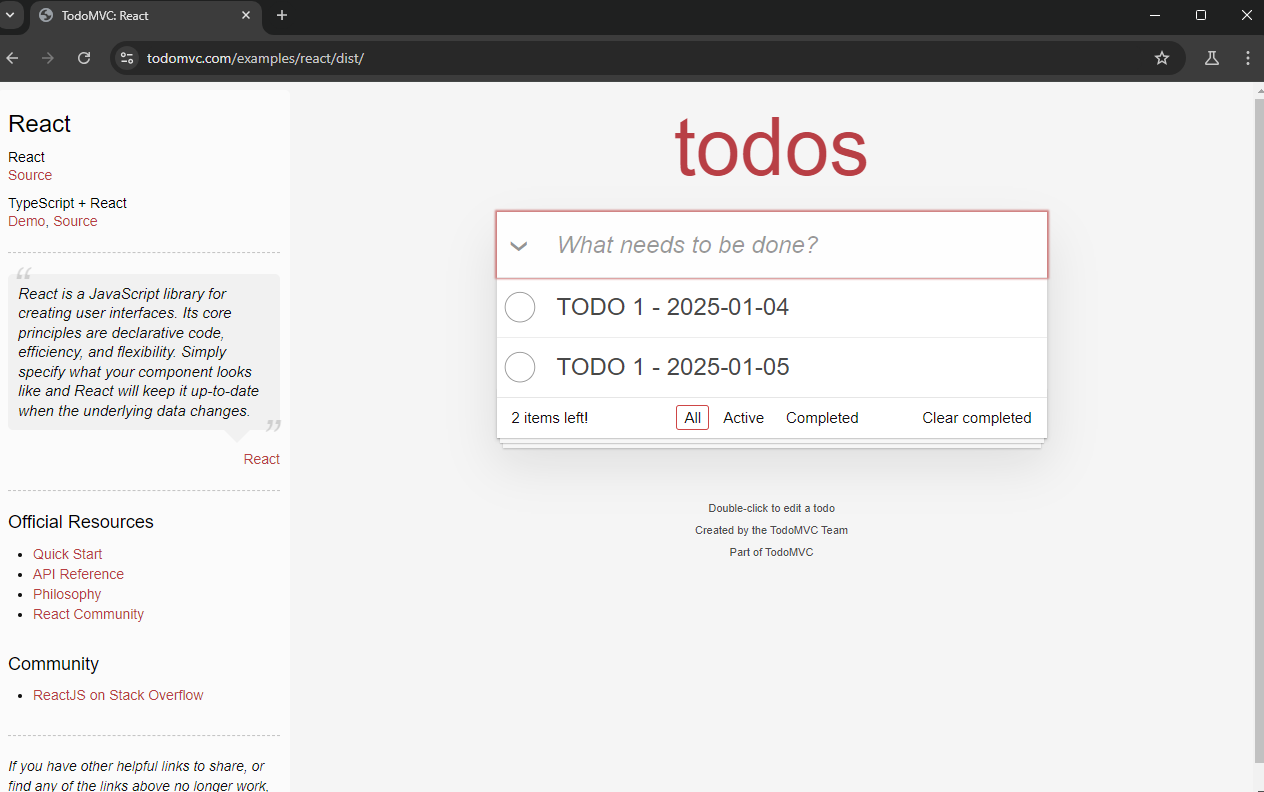 TodoMVC: React
todomvc.com/examples/react/dist/
React
React
Source
TypeScript + React
Demo, Source
“
React is a JavaScript library for
creating user interfaces. Its core
principles are declarative code,
efficiency, and flexibility. Simply
specify what your component looks
like and React will keep it up-to-date
when the underlying data changes.
”
React
Official Resources
• Quick Start
• API Reference
• Philosophy
• React Community
Community
• ReactJS on Stack Overflow
If you have other helpful links to share, or
find any of the links above no longer work,
todos
What needs to be done?
TODO 1 - 2025-01-04
TODO 1 - 2025-01-05
2 items left! All Active Completed Clear completed
Double-click to edit a todo
Created by the TodoMVC Team
Part of TodoMVC